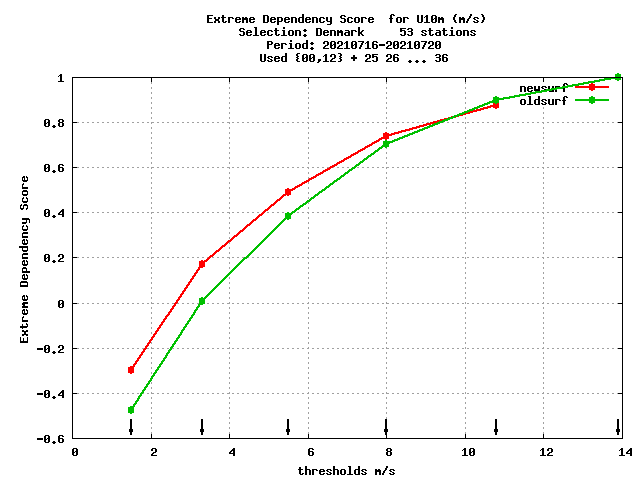 Extreme Dependency Score  for U10m (m/s)
Selection: Denmark     53 stations
Period: 20210716-20210720
Used {00,12} + 25 26 ... 36
newsurf
oldsurf
1
0.8
0.6
0.4
0.2
0
-0.2
-0.4
-0.6
Extreme Dependency Score
0 2 4 6 8 10 12 14
thresholds m/s